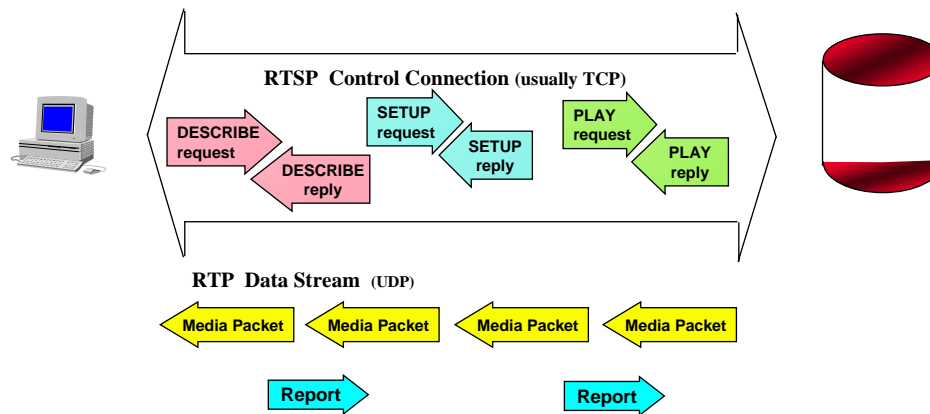 RTSP Control Connection (usually TCP)
DESCRIBE
request
DESCRIBE
reply
SETUP
request
SETUP
reply
PLAY
request
PLAY
reply
RTP Data Stream (UDP)
Media Packet
Media Packet
Media Packet
Media Packet
Report
Report